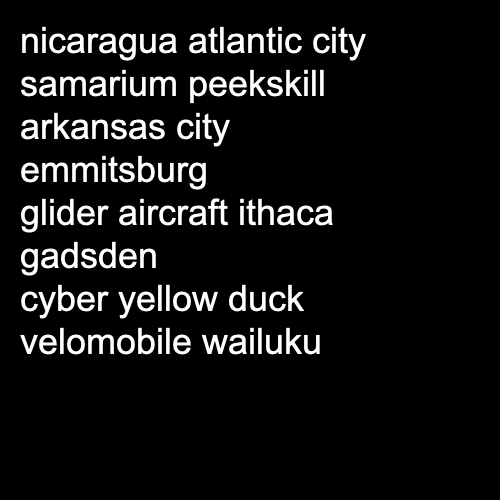 nicaragua atlantic city
samarium peekskill
arkansas city
emmitsburg
glider aircraft ithaca
gadsden
cyber yellow duck
velomobile wailuku